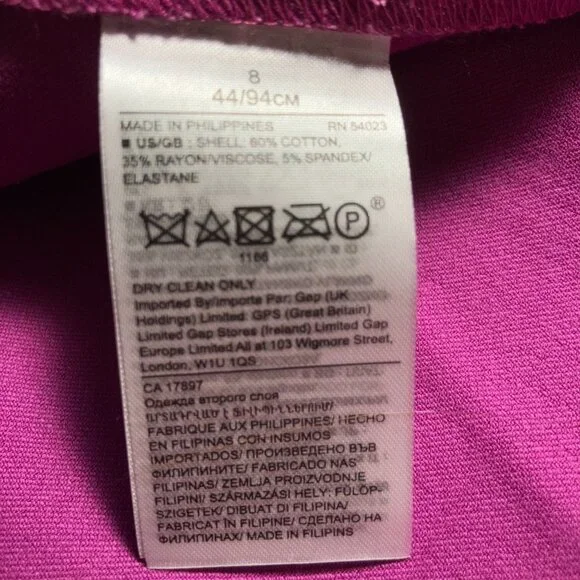 8
44/94CM
MADE IN PHILIPPINES RN 54023
■ US/GB : SHELL: 60% COTTON,
35% RAYON/VISCOSE, 5% SPANDEX/
ELASTANE
P ®
1166
DRY CLEAN ONLY
Imported By/Importe Par: Gap (UK
Holdings) Limited: GPS (Great Britain)
Limited Gap Stores (Ireland) Limited Gap
Europe Limited:All at 103 Wigmore Street,
London, W1U 1QS
CA 17897
Одежда второго слоя
FABRIQUE AUX PHILIPPINES/ HECHO
EN FILIPINAS CON INSUMOS
IMPORTADOS/ ПРОИЗВЕДЕНО ВЪВ
ФИЛИПИНИТЕ/ FABRICADO NAS
FILIPINAS/ ZEMLJA PROIZVODNJE
FILIPINI/ SZÁRMAZÁSI HELY: FÜLÖP-
SZIGETEK/ DIBUAT DI FILIPINA/
FABRICAT ÎN FILIPINE/ СДЕЛАНО НА
ФИЛИППИНАХ/ MADE IN FILIPINS